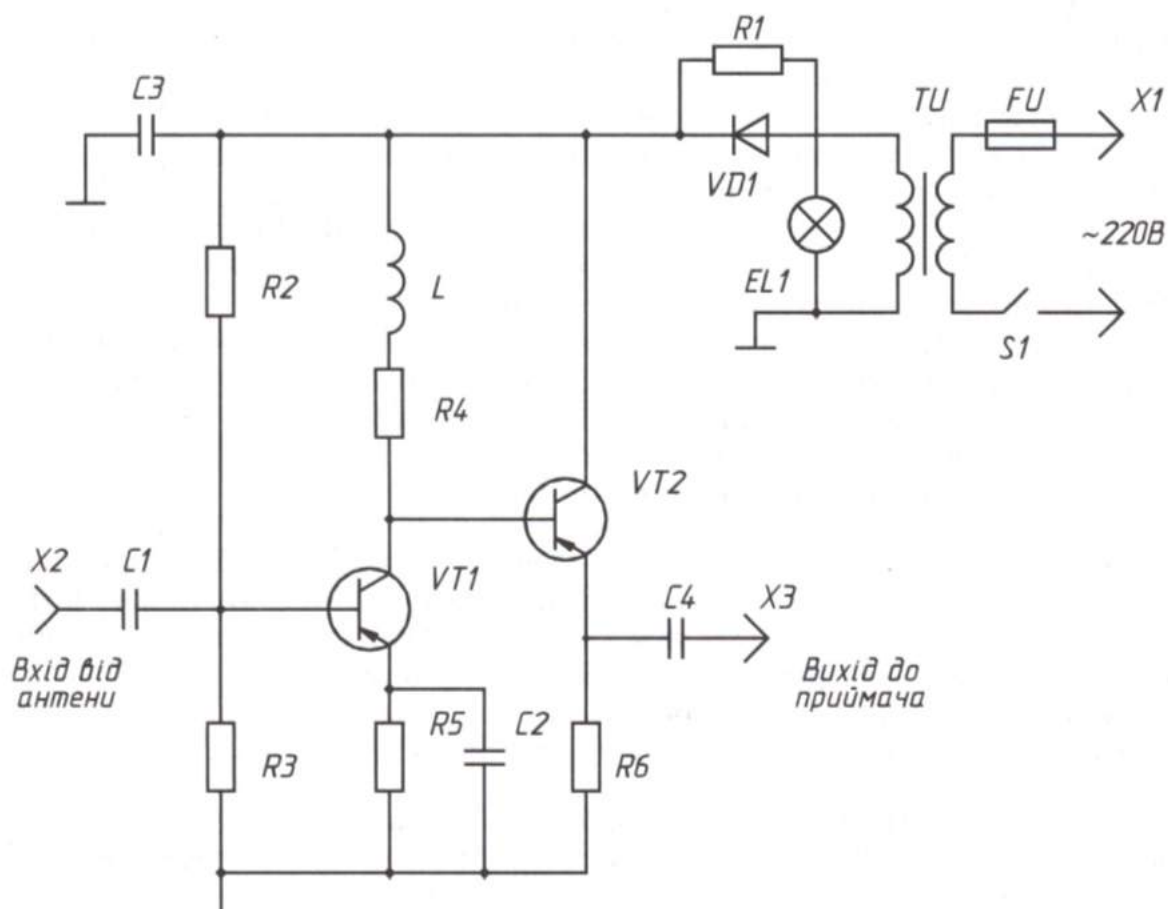 R1
C3
TU
FU
X1
VD1
~220В
R2
L
EL1
S1
R4
VT2
X2
C1
VT1
C4
X3
Вхід від
антени
Вихід до
приймача
R5
C2
R3
R6